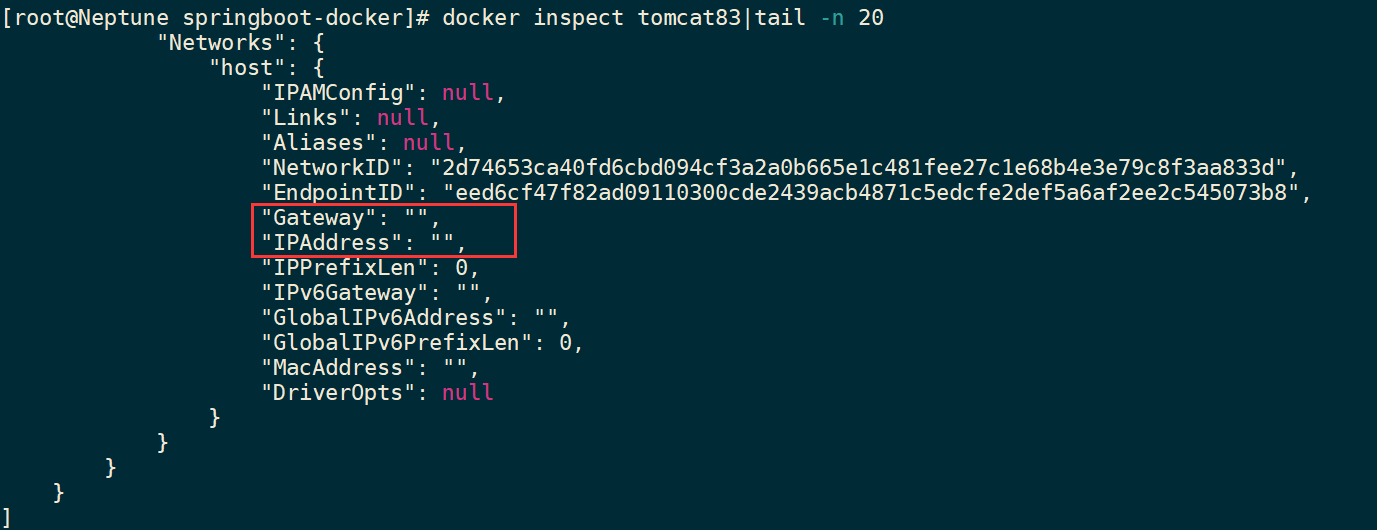 [root@Neptune springboot-docker]# docker inspect tomcat83|tail -n 20
            "Networks": {
                "host": {
                    "IPAMConfig": null,
                    "Links": null,
                    "Aliases": null,
                    "NetworkID": "2d74653ca40fd6cbd094cf3a2a0b665e1c481fee27c1e68b4e3e79c8f3aa833d",
                    "EndpointID": "eed6cf47f82ad09110300cde2439acb4871c5edcfe2def5a6af2ee2c545073b8",
                    "Gateway": "",
                    "IPAddress": "",
                    "IPPrefixLen": 0,
                    "IPv6Gateway": "",
                    "GlobalIPv6Address": "",
                    "GlobalIPv6PrefixLen": 0,
                    "MacAddress": "",
                    "DriverOpts": null
                }
            }
        }
    }
]